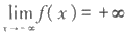 lim f(x) = +∞
x→-∞